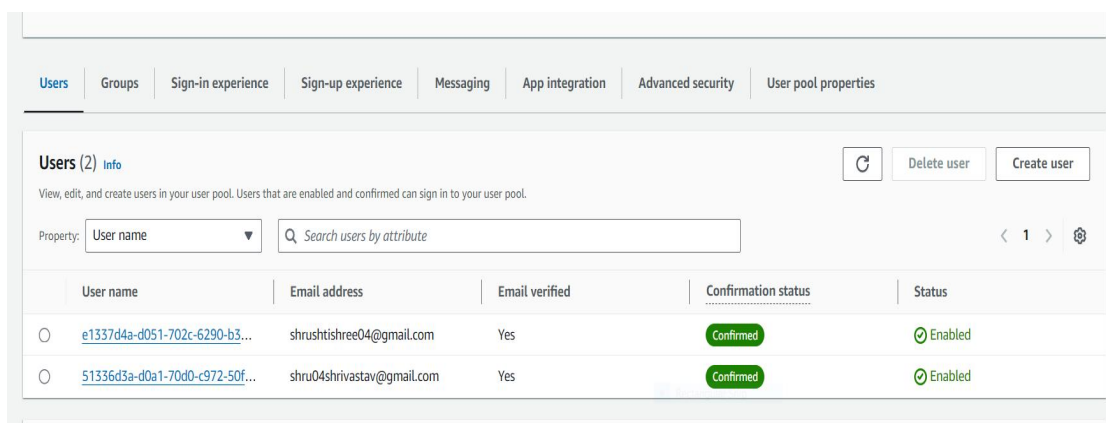 Users Groups Sign-in experience Sign-up experience Messaging App integration Advanced security User pool properties
Users (2) Info
Delete user Create user
View, edit, and create users in your user pool. Users that are enabled and confirmed can sign in to your user pool.
Property: User name Search users by attribute 1
User name Email address Email verified Confirmation status Status
e1337d4a-d051-702c-6290-b3... shrushtishree04@gmail.com Yes Confirmed Enabled
51336d3a-d0a1-70d0-c972-50f... shru04shrivastav@gmail.com Yes Confirmed Enabled